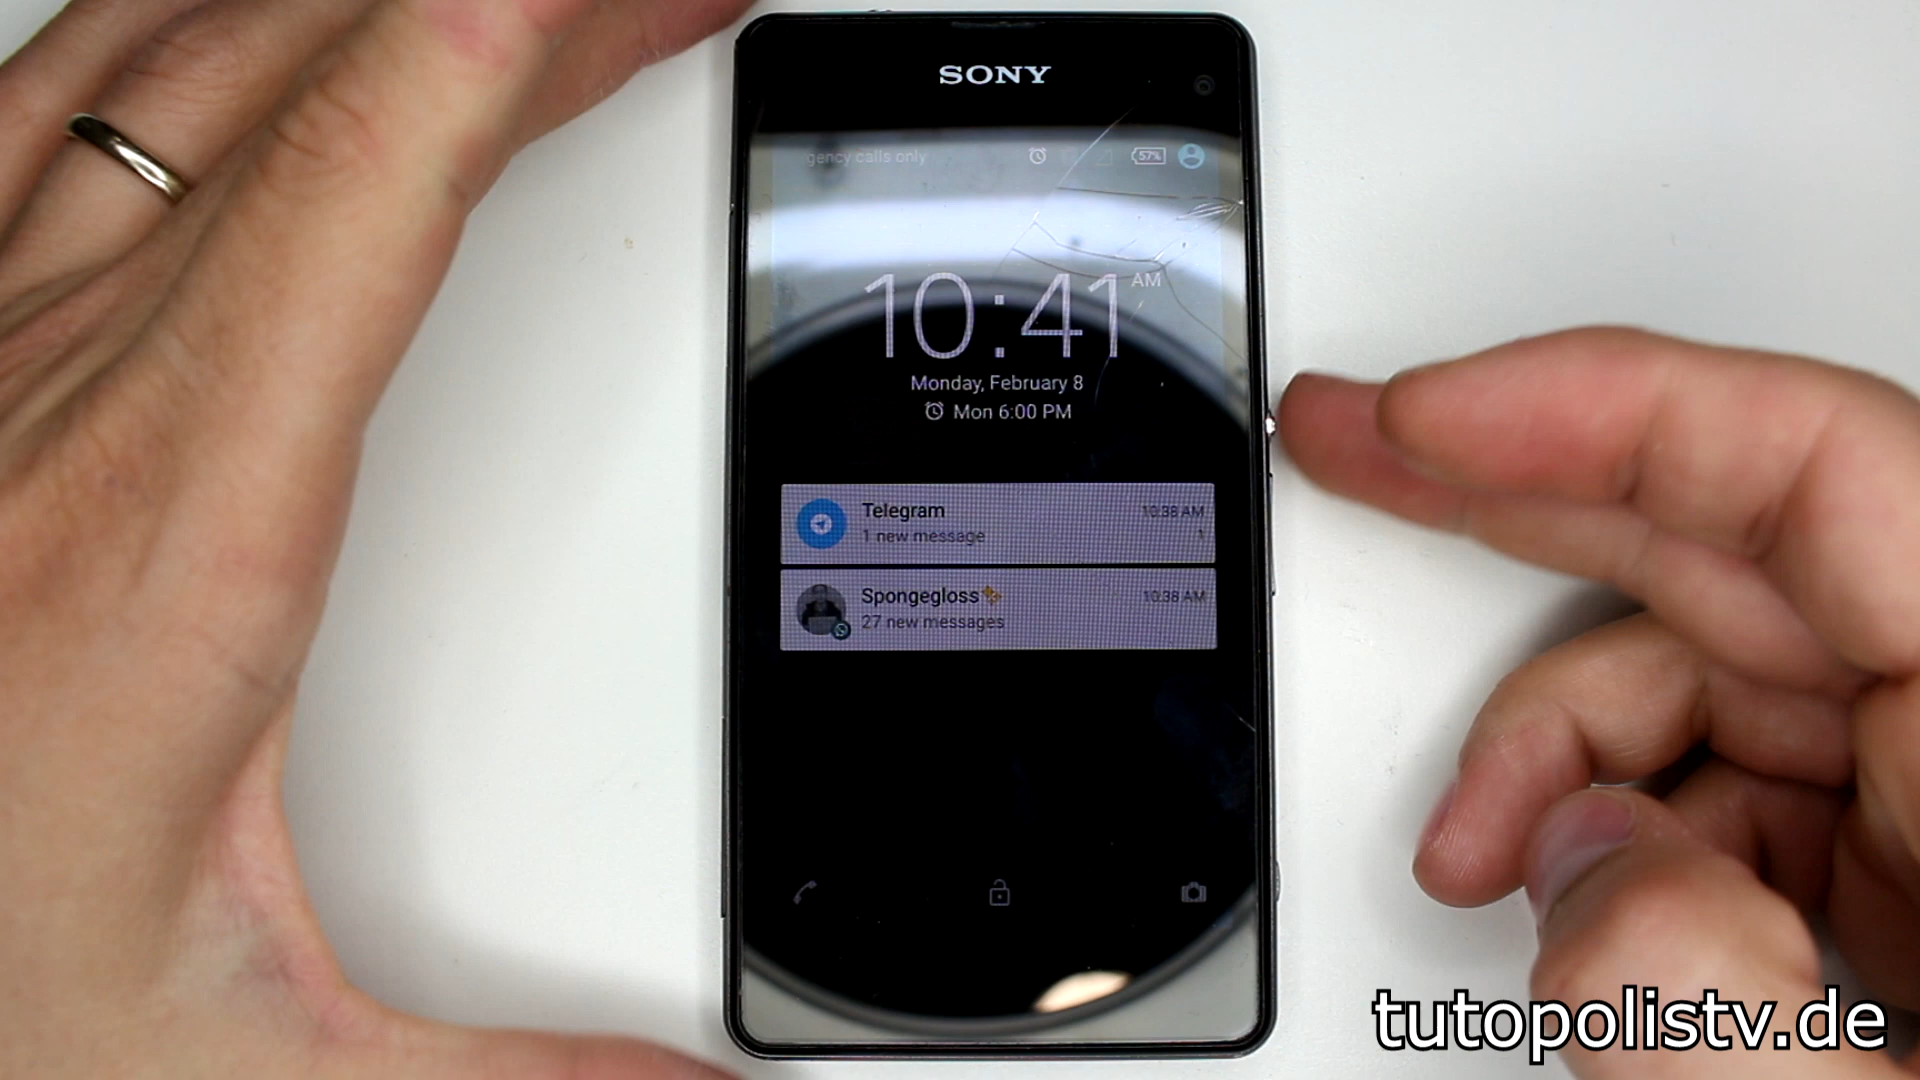 SONY
gency calls only
57%
10:41 AM
Monday, February 8
Mon 6:00 PM
Telegram 10:38 AM
1 new message 1
Spongegloss 10:38 AM
27 new messages
tutopolistv.de